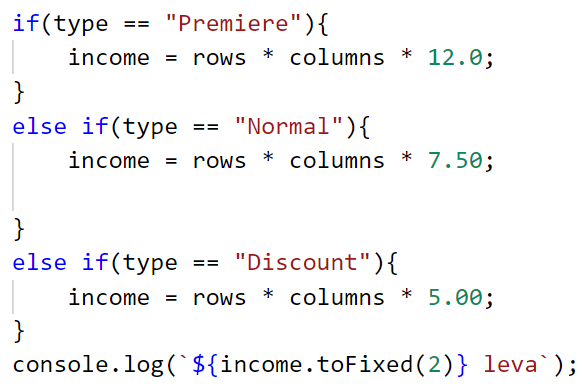 if(type == "Premiere"){
    income = rows * columns * 12.0;
}
else if(type == "Normal"){
    income = rows * columns * 7.50;

}
else if(type == "Discount"){
    income = rows * columns * 5.00;
}
console.log(`${income.toFixed(2)} leva`);